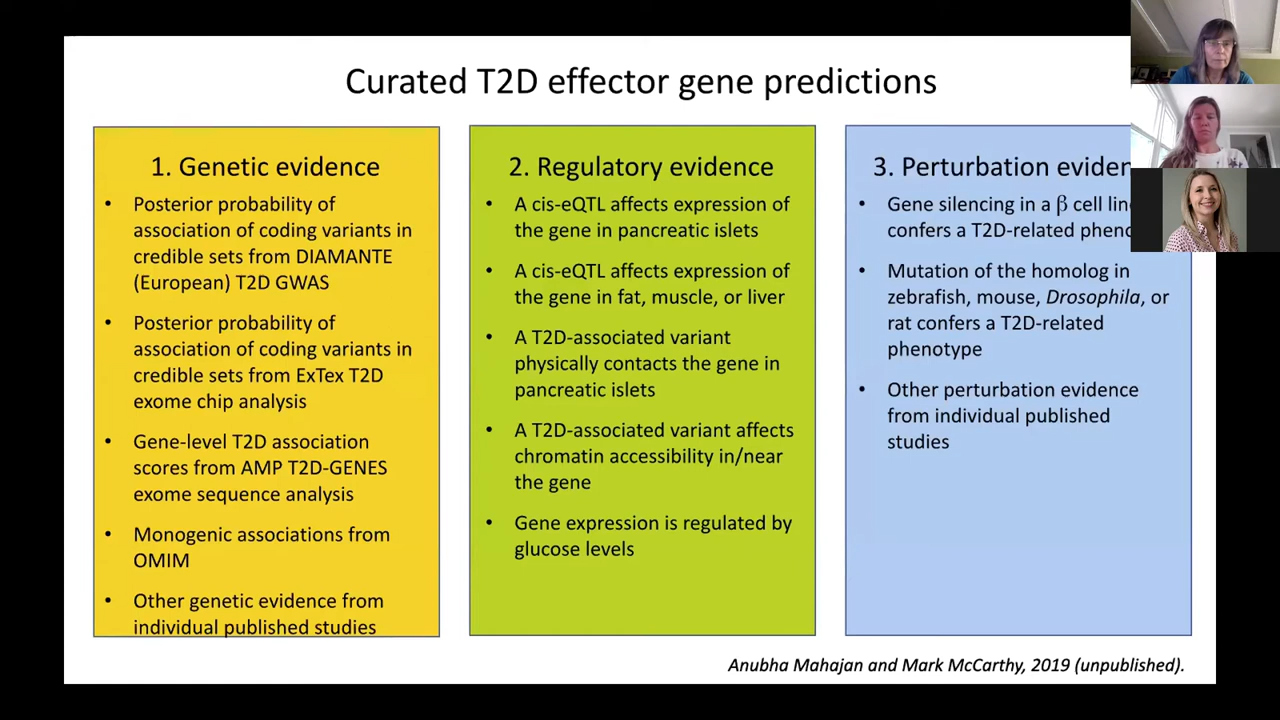 Curated T2D effector gene predictions
1. Genetic evidence
• Posterior probability of
association of coding variants in
credible sets from DIAMANTE
(European) T2D GWAS
• Posterior probability of
association of coding variants in
credible sets from ExTex T2D
exome chip analysis
• Gene-level T2D association
scores from AMP T2D-GENES
exome sequence analysis
• Monogenic associations from
OMIM
• Other genetic evidence from
individual published studies
2. Regulatory evidence
• A cis-eQTL affects expression of
the gene in pancreatic islets
• A cis-eQTL affects expression of
the gene in fat, muscle, or liver
• A T2D-associated variant
physically contacts the gene in
pancreatic islets
• A T2D-associated variant affects
chromatin accessibility in/near
the gene
• Gene expression is regulated by
glucose levels
3. Perturbation eviden
• Gene silencing in a β cell lin
confers a T2D-related pheno
• Mutation of the homolog in
zebrafish, mouse, Drosophila, or
rat confers a T2D-related
phenotype
• Other perturbation evidence
from individual published
studies
Anubha Mahajan and Mark McCarthy, 2019 (unpublished).